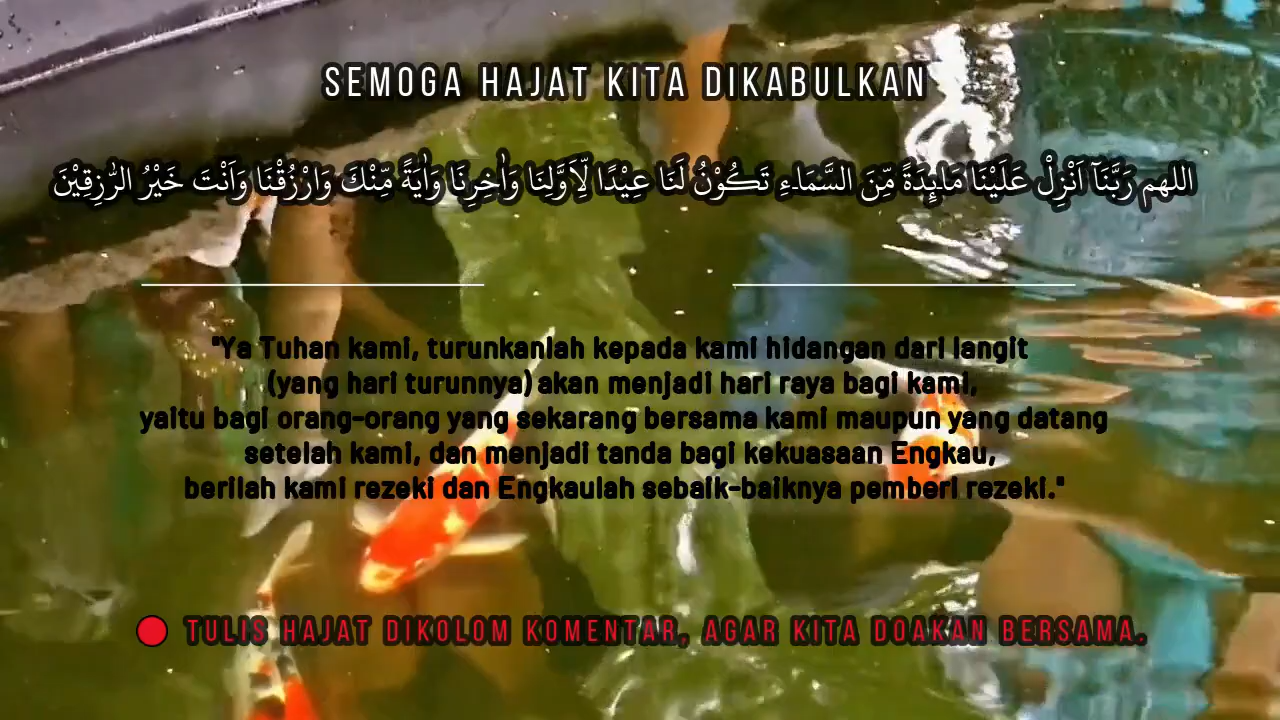 SEMOGA HAJAT KITA DIKABULKAN
اللهم رَبَّنَآ اَنْزِلْ عَلَيْنَا مَاۤىِٕدَةً مِّنَ السَّمَاۤءِ تَكُوْنُ لَنَا عِيْدًا لِّاَوَّلِنَا وَاٰخِرِنَا وَاٰيَةً مِّنْكَ وَارْزُقْنَا وَاَنْتَ خَيْرُ الرّٰزِقِيْنَ
"Ya Tuhan kami, turunkanlah kepada kami hidangan dari langit
(yang hari turunnya) akan menjadi hari raya bagi kami,
yaitu bagi orang-orang yang sekarang bersama kami maupun yang datang
setelah kami, dan menjadi tanda bagi kekuasaan Engkau,
berilah kami rezeki dan Engkaulah sebaik-baiknya pemberi rezeki."
TULIS HAJAT DIKOLOM KOMENTAR, AGAR KITA DOAKAN BERSAMA.